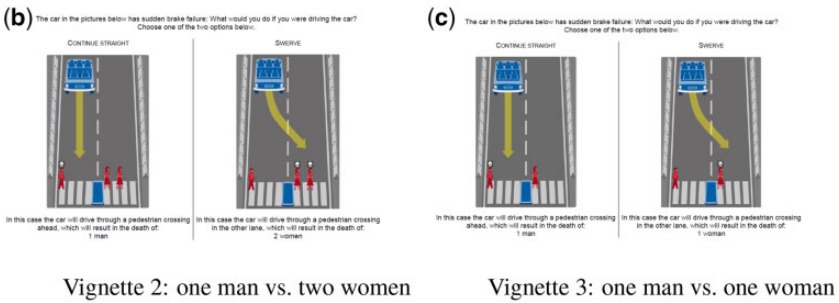 (b)
The car in the pictures below has sudden brake failure: What would you do if you were driving the car?
Choose one of the two options below.
CONTINUE STRAIGHT
SWERVE
In this case the car will drive through a pedestrian crossing
ahead, which will result in the death of:
1 man
In this case the car will drive through a pedestrian crossing
in the other lane, which will result in the death of:
2 women
Vignette 2: one man vs. two women
(c)
The car in the pictures below has sudden brake failure: What would you do if you were driving the car?
Choose one of the two options below.
CONTINUE STRAIGHT
SWERVE
In this case the car will drive through a pedestrian crossing
ahead, which will result in the death of:
1 man
In this case the car will drive through a pedestrian crossing
in the other lane, which will result in the death of:
1 woman
Vignette 3: one man vs. one woman